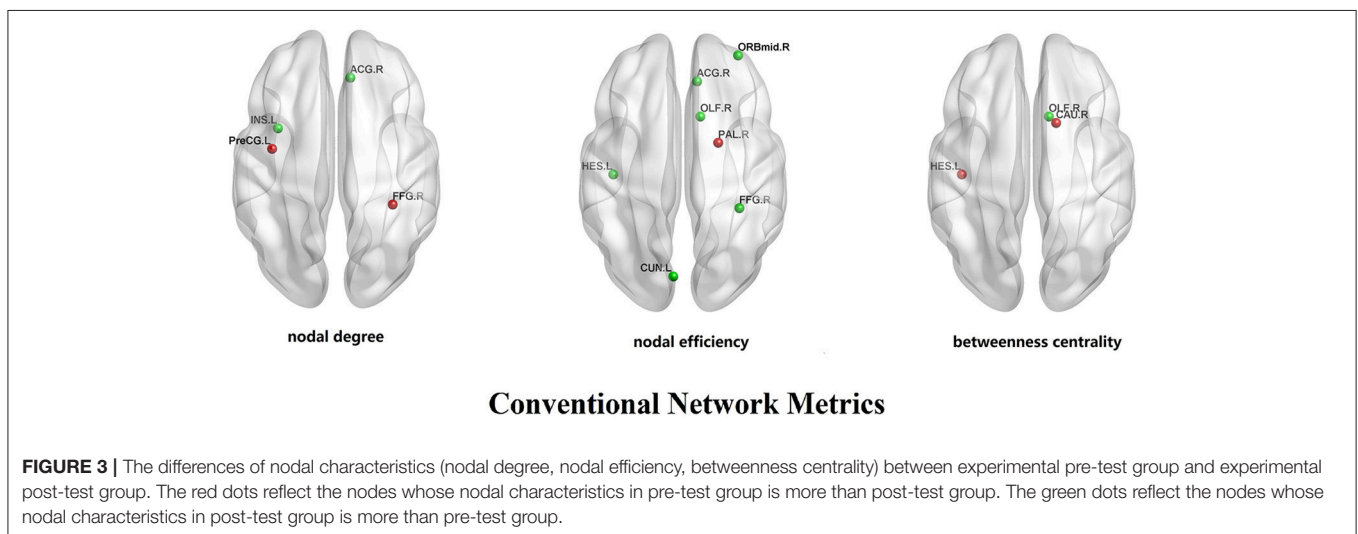 ACG.R
INS.L
PreCG.L
FFG.R
nodal degree
ORBmid.R
ACG.R
OLF.R
PAL.R
HES.L
FFG.R
CUN.L
nodal efficiency
OLF.R
CAU.R
HES.L
betweenness centrality
Conventional Network Metrics
FIGURE 3 | The differences of nodal characteristics (nodal degree, nodal efficiency, betweenness centrality) between experimental pre-test group and experimental
post-test group. The red dots reflect the nodes whose nodal characteristics in pre-test group is more than post-test group. The green dots reflect the nodes whose
nodal characteristics in post-test group is more than pre-test group.